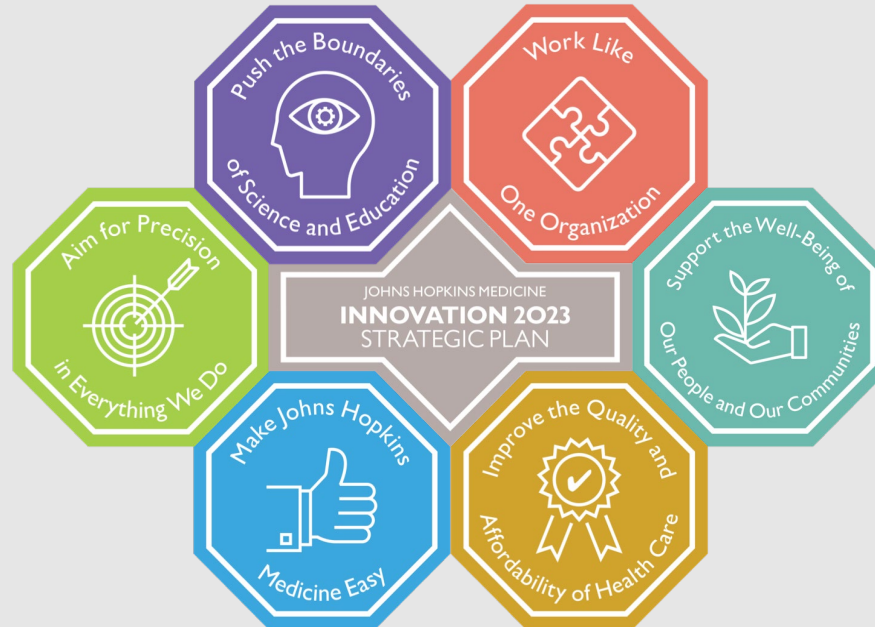 Push the Boundaries
of Science and Education
Work Like
One Organization
Aim for Precision
in Everything We Do
JOHNS HOPKINS MEDICINE
INNOVATION 2023
STRATEGIC PLAN
Support the Well-Being of
Our People and Our Communities
Make Johns Hopkins
Medicine Easy
Improve the Quality and
Affordability of Health Care